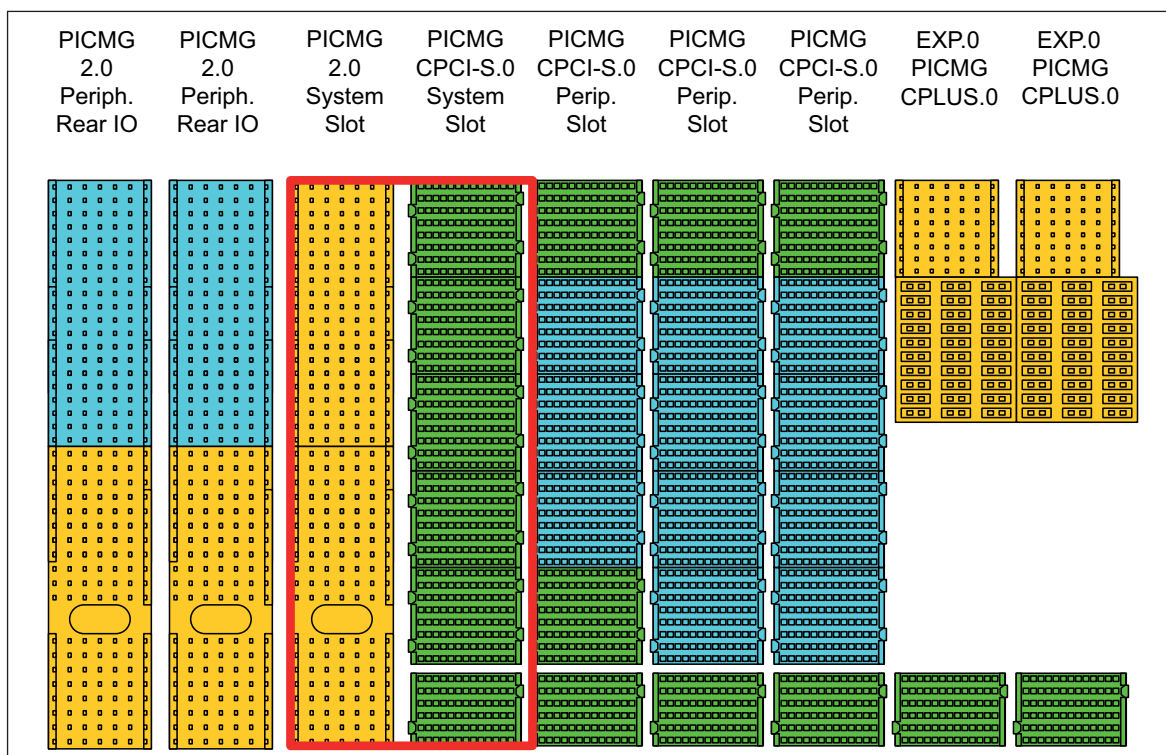 PICMG
2.0
Periph.
Rear IO
PICMG
2.0
Periph.
Rear IO
PICMG
2.0
System
Slot
PICMG
CPCI-S.0
System
Slot
PICMG
CPCI-S.0
Perip.
Slot
PICMG
CPCI-S.0
Perip.
Slot
PICMG
CPCI-S.0
Perip.
Slot
EXP.0
PICMG
CPLUS.0
EXP.0
PICMG
CPLUS.0